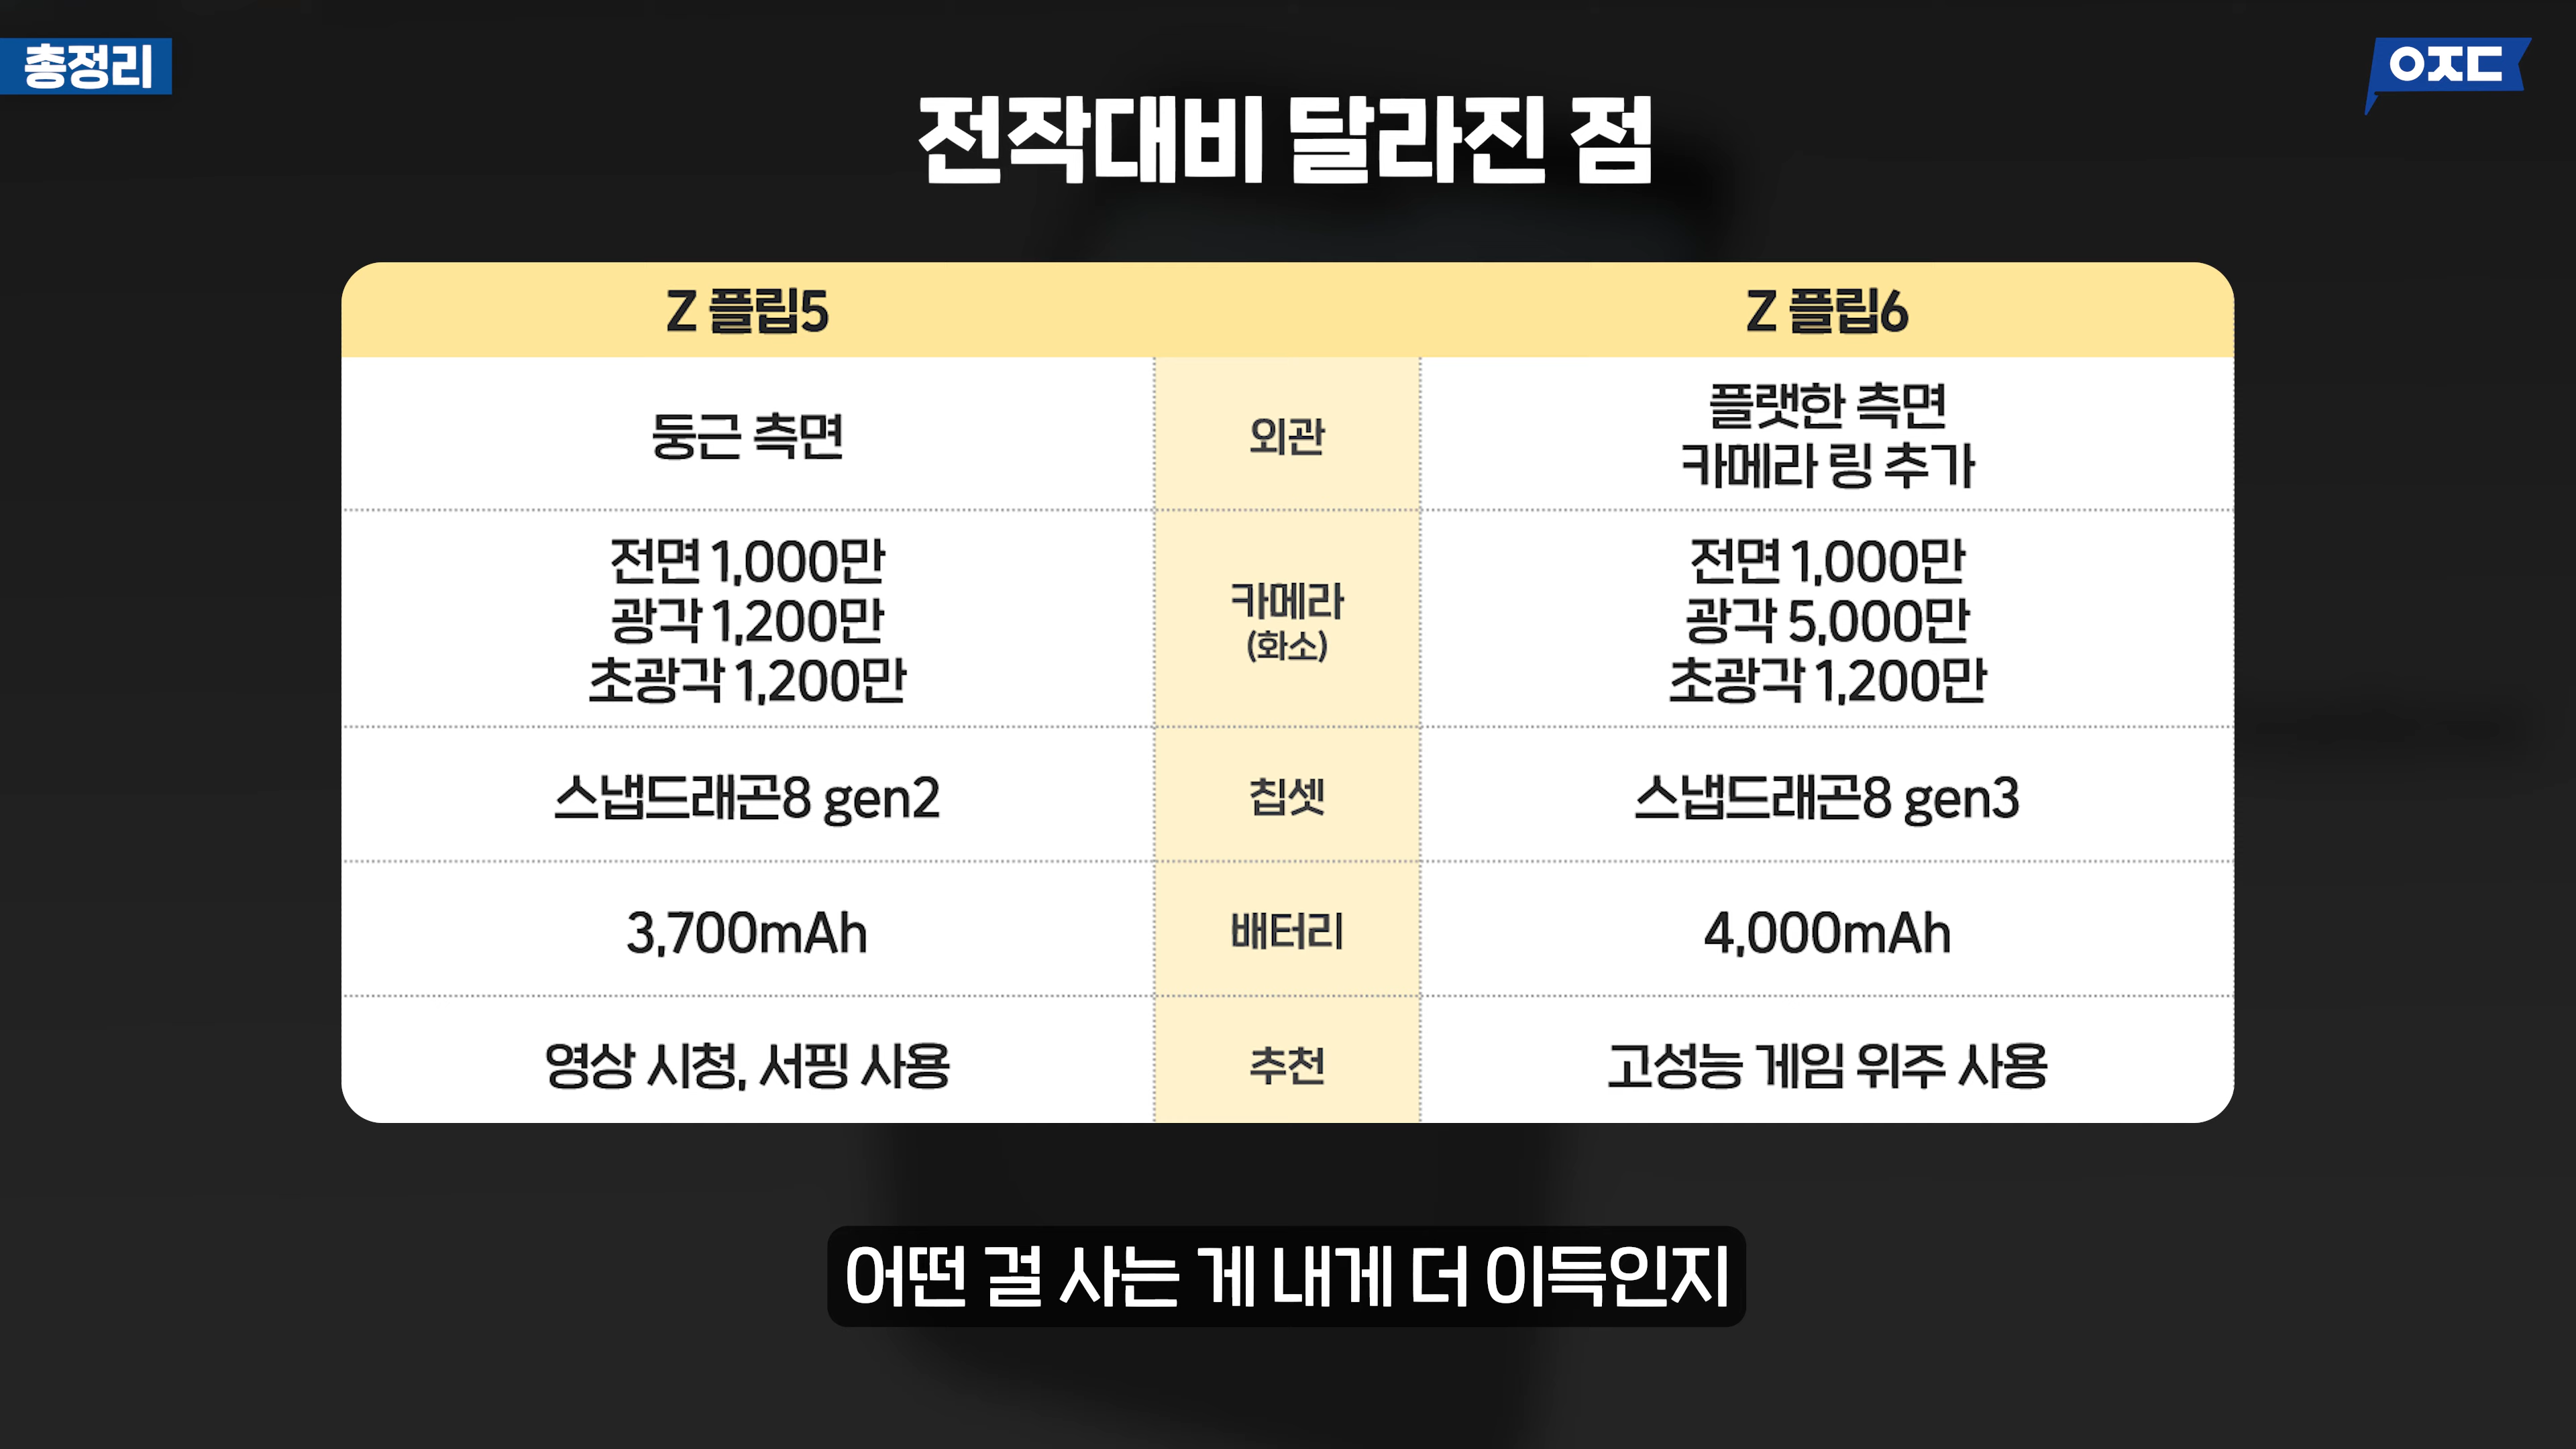 총정리
잇지드
전작대비 달라진 점
Z 플립5
Z 플립6
둥근 측면
외관
플랫한 측면
카메라 링 추가
전면 1,000만
광각 1,200만
초광각 1,200만
카메라
(화소)
전면 1,000만
광각 5,000만
초광각 1,200만
스냅드래곤8 gen2
칩셋
스냅드래곤8 gen3
3,700mAh
배터리
4,000mAh
영상 시청, 서핑 사용
추천
고성능 게임 위주 사용
어떤 걸 사는 게 내게 더 이득인지